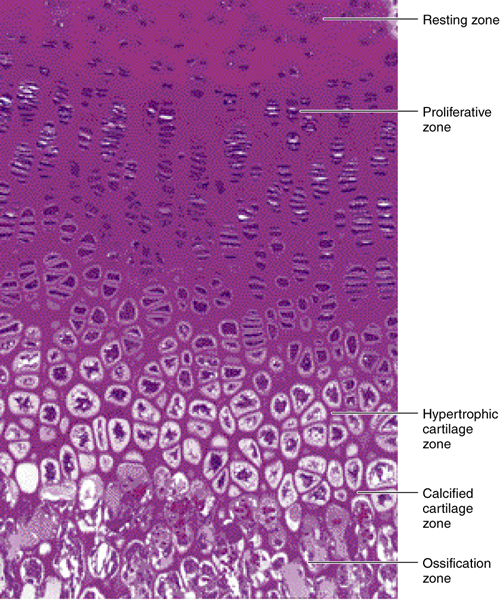 Resting zone
Proliferative
zone
Hypertrophic
cartilage
zone
Calcified
cartilage
zone
Ossification
zone